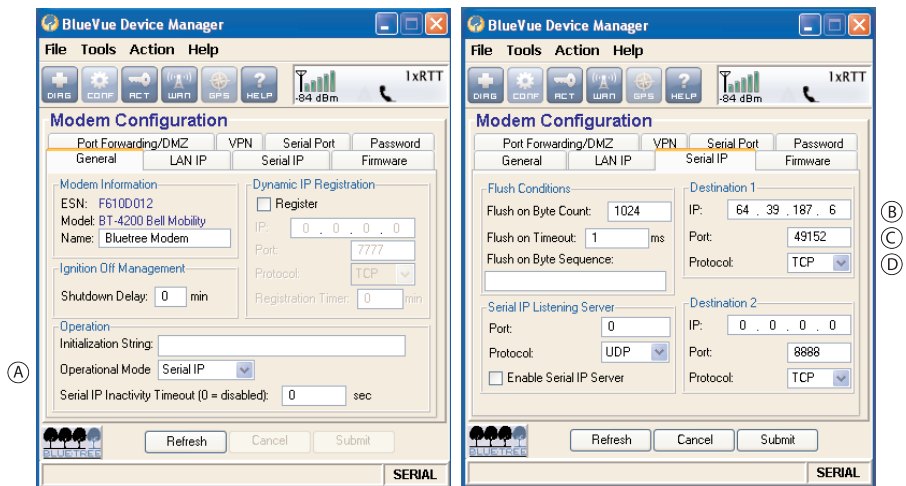 BlueVue Device Manager
File Tools Action Help
DIAG CONF ACT WAN GPS HELP
-84 dBm
1xRTT
Modem Configuration
Port Forwarding/DMZ VPN Serial Port Password
General LAN IP Serial IP Firmware
Modem Information
ESN: F610D012
Model: BT-4200 Bell Mobility
Name: Bluetree Modem
Dynamic IP Registration
Register
IP: 0 . 0 . 0 . 0
Port: 7777
Protocol: TCP
Registration Timer: 0 min
Ignition Off Management
Shutdown Delay: 0 min
Operation
Initialization String:
A
Operational Mode Serial IP
Serial IP Inactivity Timeout (0 = disabled): 0 sec
BLUETREE
Refresh Cancel Submit
SERIAL
BlueVue Device Manager
File Tools Action Help
DIAG CONF ACT WAN GPS HELP
-84 dBm
1xRTT
Modem Configuration
Port Forwarding/DMZ VPN Serial Port Password
General LAN IP Serial IP Firmware
Flush Conditions
Flush on Byte Count: 1024
Flush on Timeout: 1 ms
Flush on Byte Sequence:
Destination 1
IP: 64 . 39 . 187 . 6
B
Port: 49152
C
Protocol: TCP
D
Serial IP Listening Server
Port: 0
Protocol: UDP
Enable Serial IP Server
Destination 2
IP: 0 . 0 . 0 . 0
Port: 8888
Protocol: TCP
BLUETREE
Refresh Cancel Submit
SERIAL